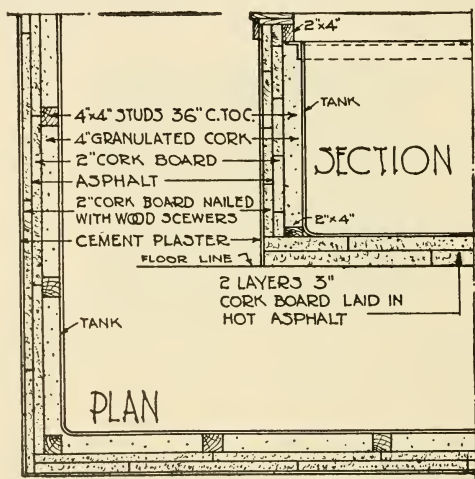 2"x4"
4"x4" STUDS 36" C.TOC.
TANK
4" GRANULATED CORK
2" CORK BOARD
SECTION
ASPHALT
2" CORK BOARD NAILED
WITH WOOD SCEWERS
2"x4"
CEMENT PLASTER
FLOOR LINE
2 LAYERS 3"
CORK BOARD LAID IN
HOT ASPHALT
TANK
PLAN